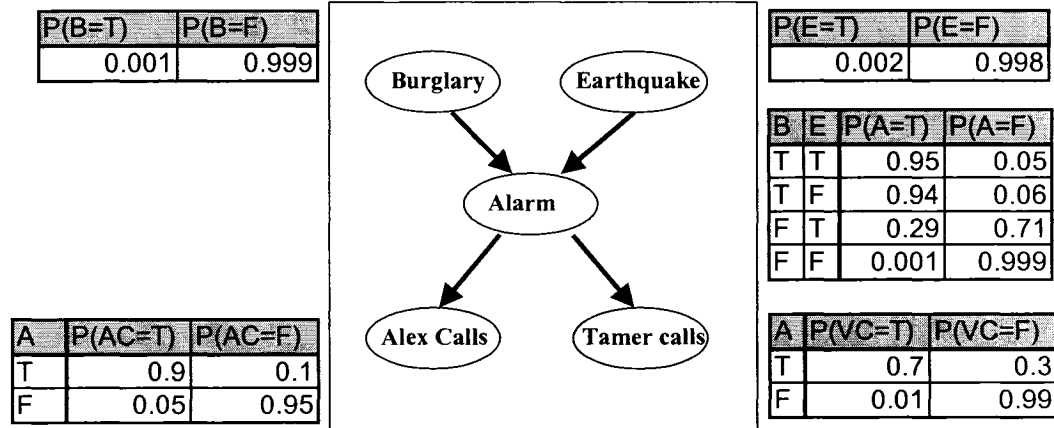 P(B=T) P(B=F)
0.001 0.999
P(E=T) P(E=F)
0.002 0.998
Burglary
Earthquake
B E P(A=T) P(A=F)
T T 0.95 0.05
T F 0.94 0.06
F T 0.29 0.71
F F 0.001 0.999
Alarm
A P(AC=T) P(AC=F)
T 0.9 0.1
F 0.05 0.95
Alex Calls
Tamer calls
A P(VC=T) P(VC=F)
T 0.7 0.3
F 0.01 0.99